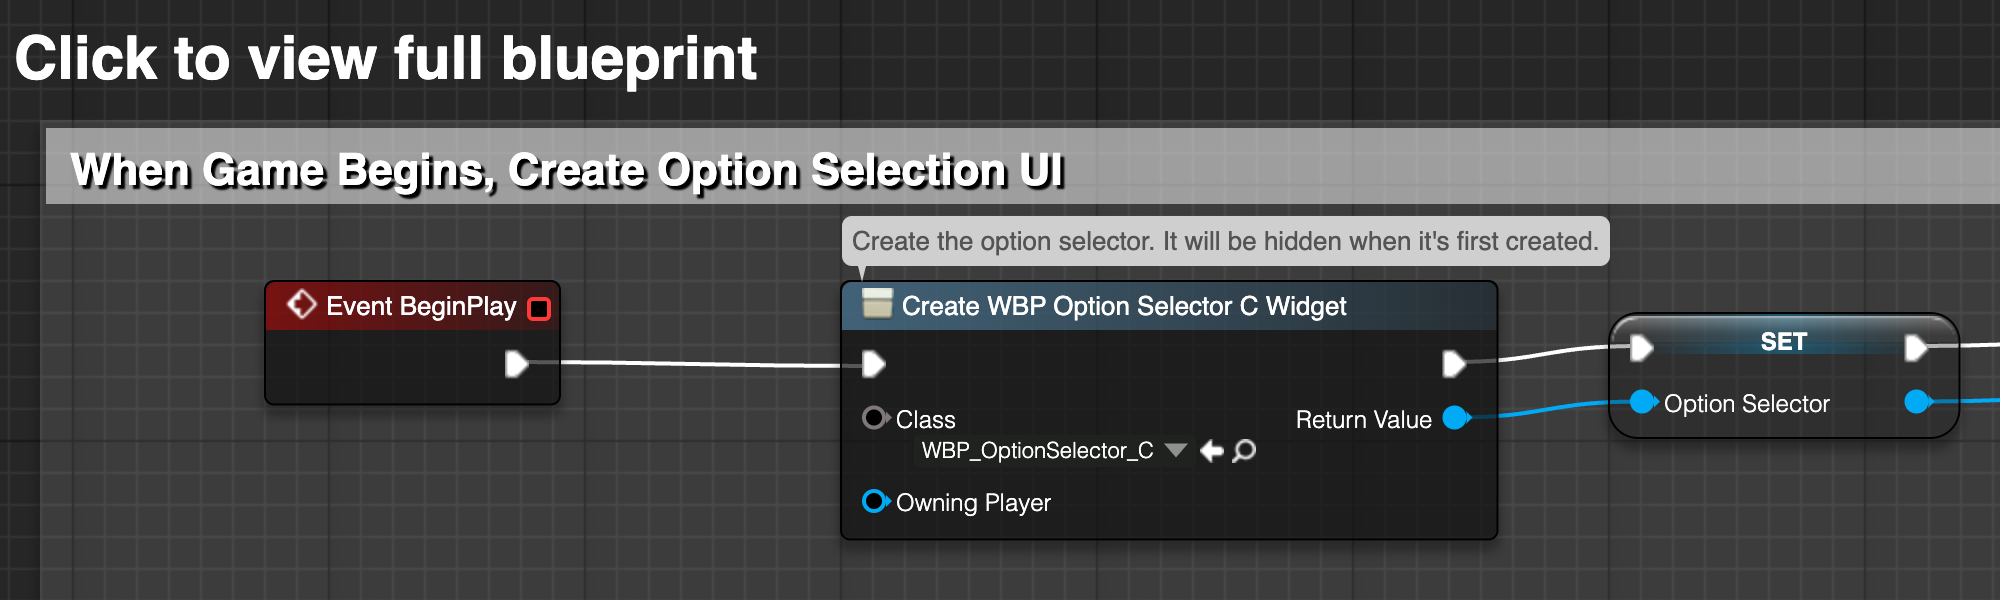 Click to view full blueprint
When Game Begins, Create Option Selection UI
Create the option selector. It will be hidden when it's first created.
Event BeginPlay
Create WBP Option Selector C Widget
SET
Class
Return Value
Option Selector
WBP_OptionSelector_C
Owning Player